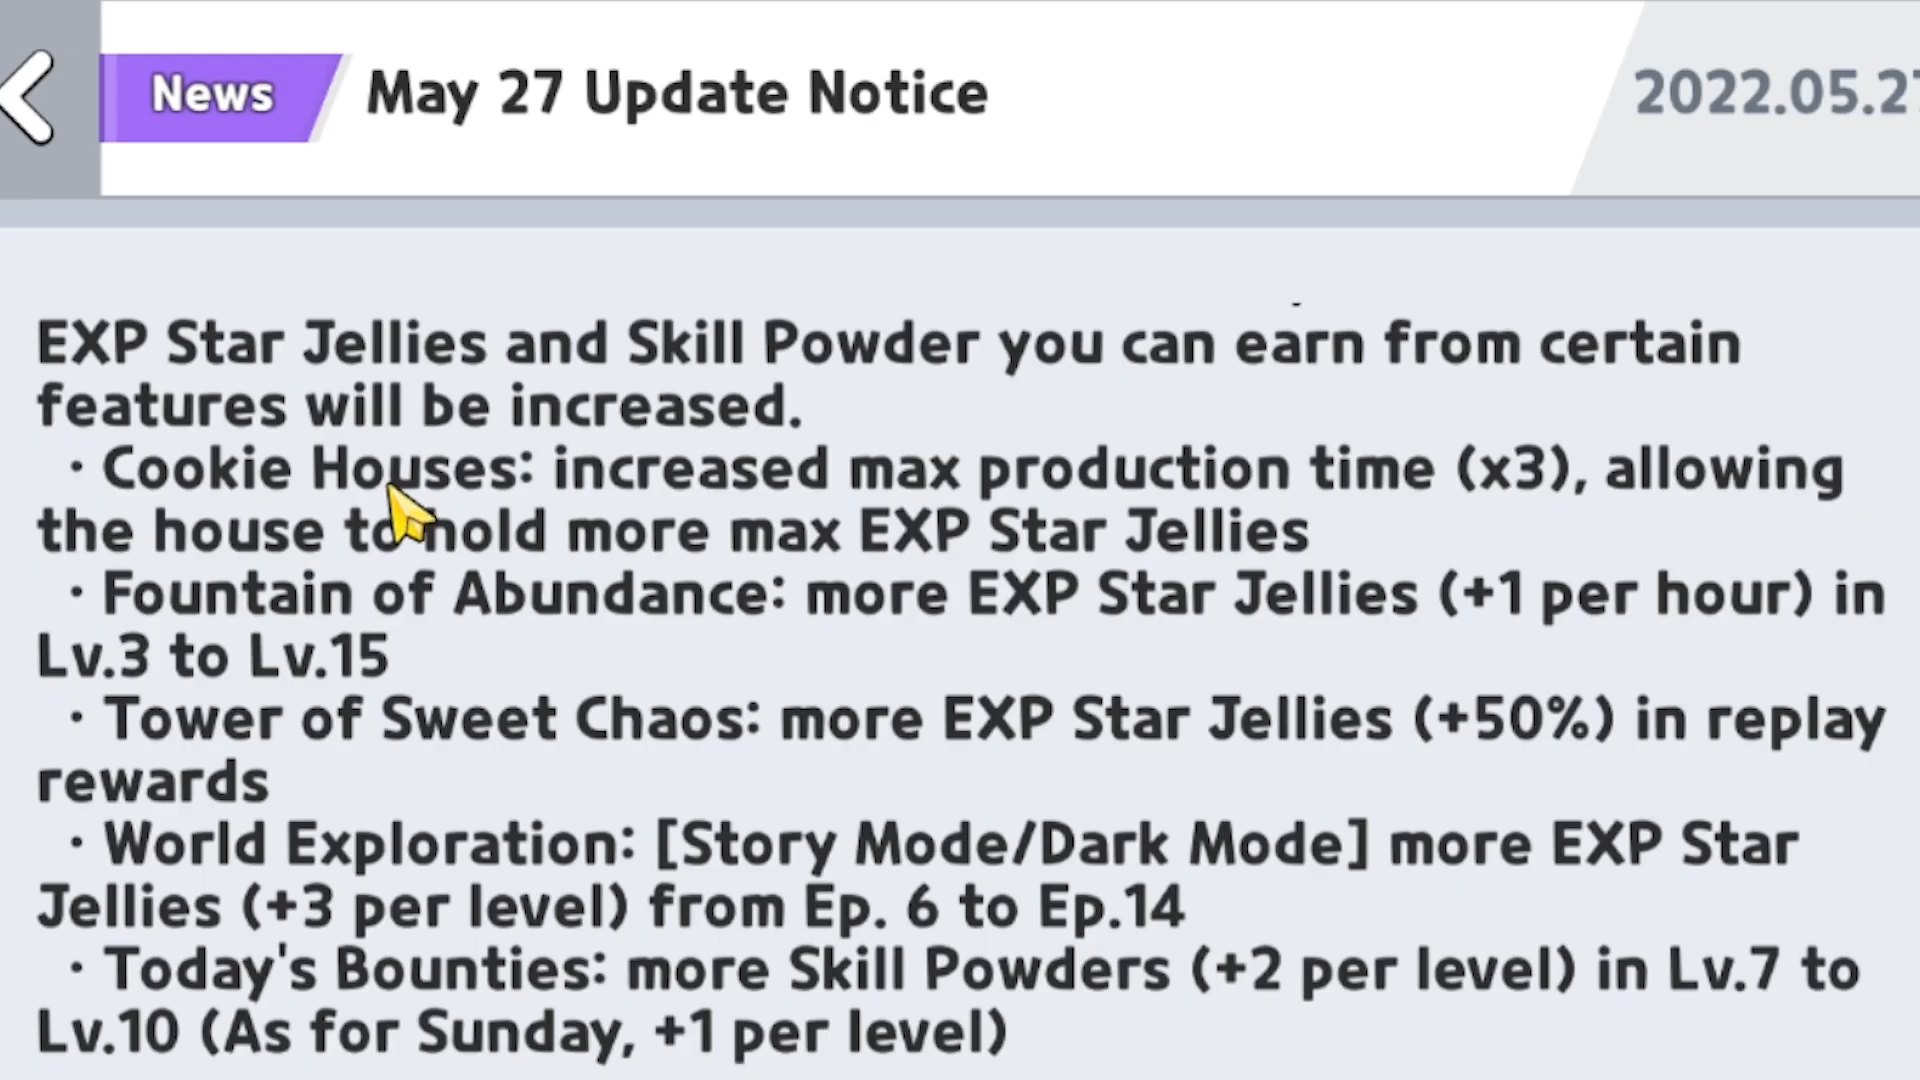 News
May 27 Update Notice
2022.05.27
EXP Star Jellies and Skill Powder you can earn from certain
features will be increased.
· Cookie Houses: increased max production time (x3), allowing
the house to hold more max EXP Star Jellies
· Fountain of Abundance: more EXP Star Jellies (+1 per hour) in
Lv.3 to Lv.15
· Tower of Sweet Chaos: more EXP Star Jellies (+50%) in replay
rewards
· World Exploration: [Story Mode/Dark Mode] more EXP Star
Jellies (+3 per level) from Ep. 6 to Ep.14
· Today's Bounties: more Skill Powders (+2 per level) in Lv.7 to
Lv.10 (As for Sunday, +1 per level)